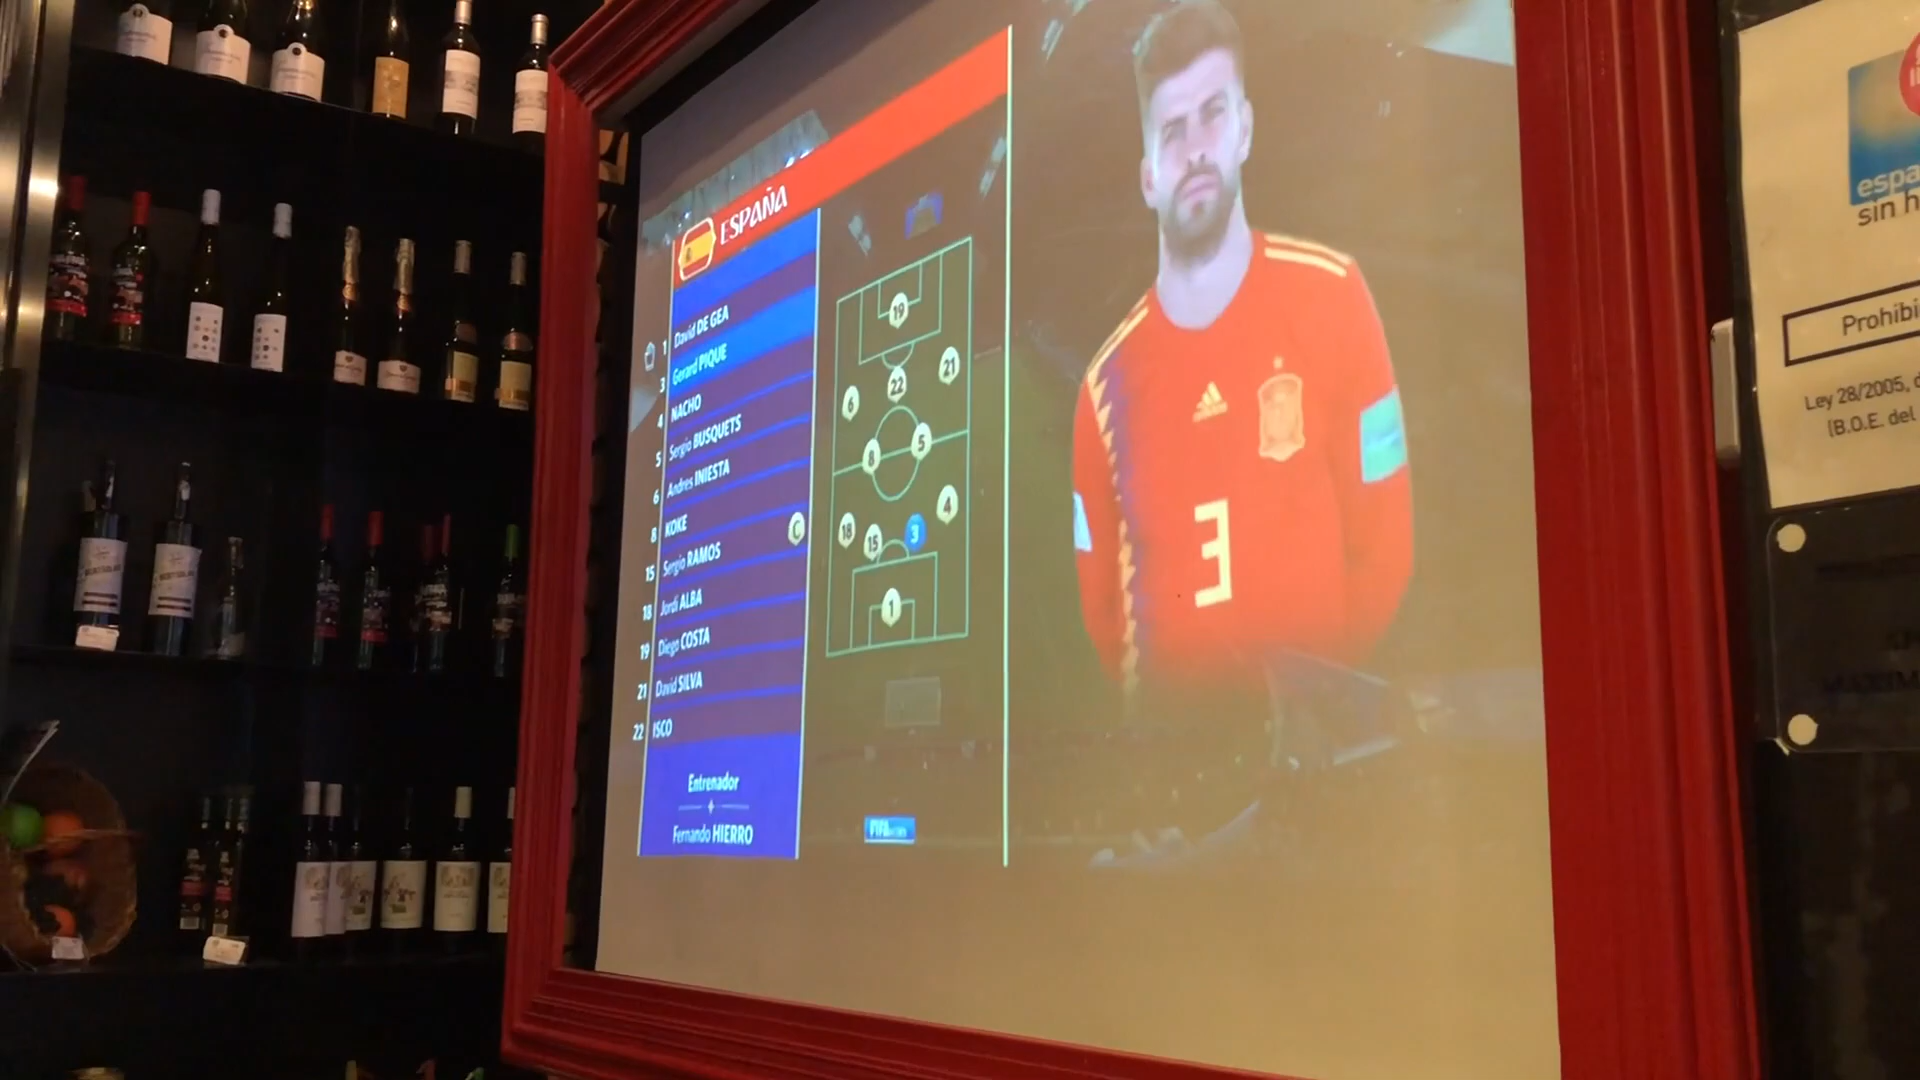 ESPAÑA
1 David DE GEA
3 Gerard PIQUE
4 NACHO
5 Sergio BUSQUETS
6 Andres INIESTA
8 KOKE
15 Sergio RAMOS C
18 Jordi ALBA
19 Diego COSTA
21 David SILVA
22 ISCO
Entrenador
Fernando HIERRO
19
21
22
6
5
8
4
18
15
3
1
FIFA
adidas
3
espa
sin h
Prohibi
Ley 28/2005, d
(B.O.E. del